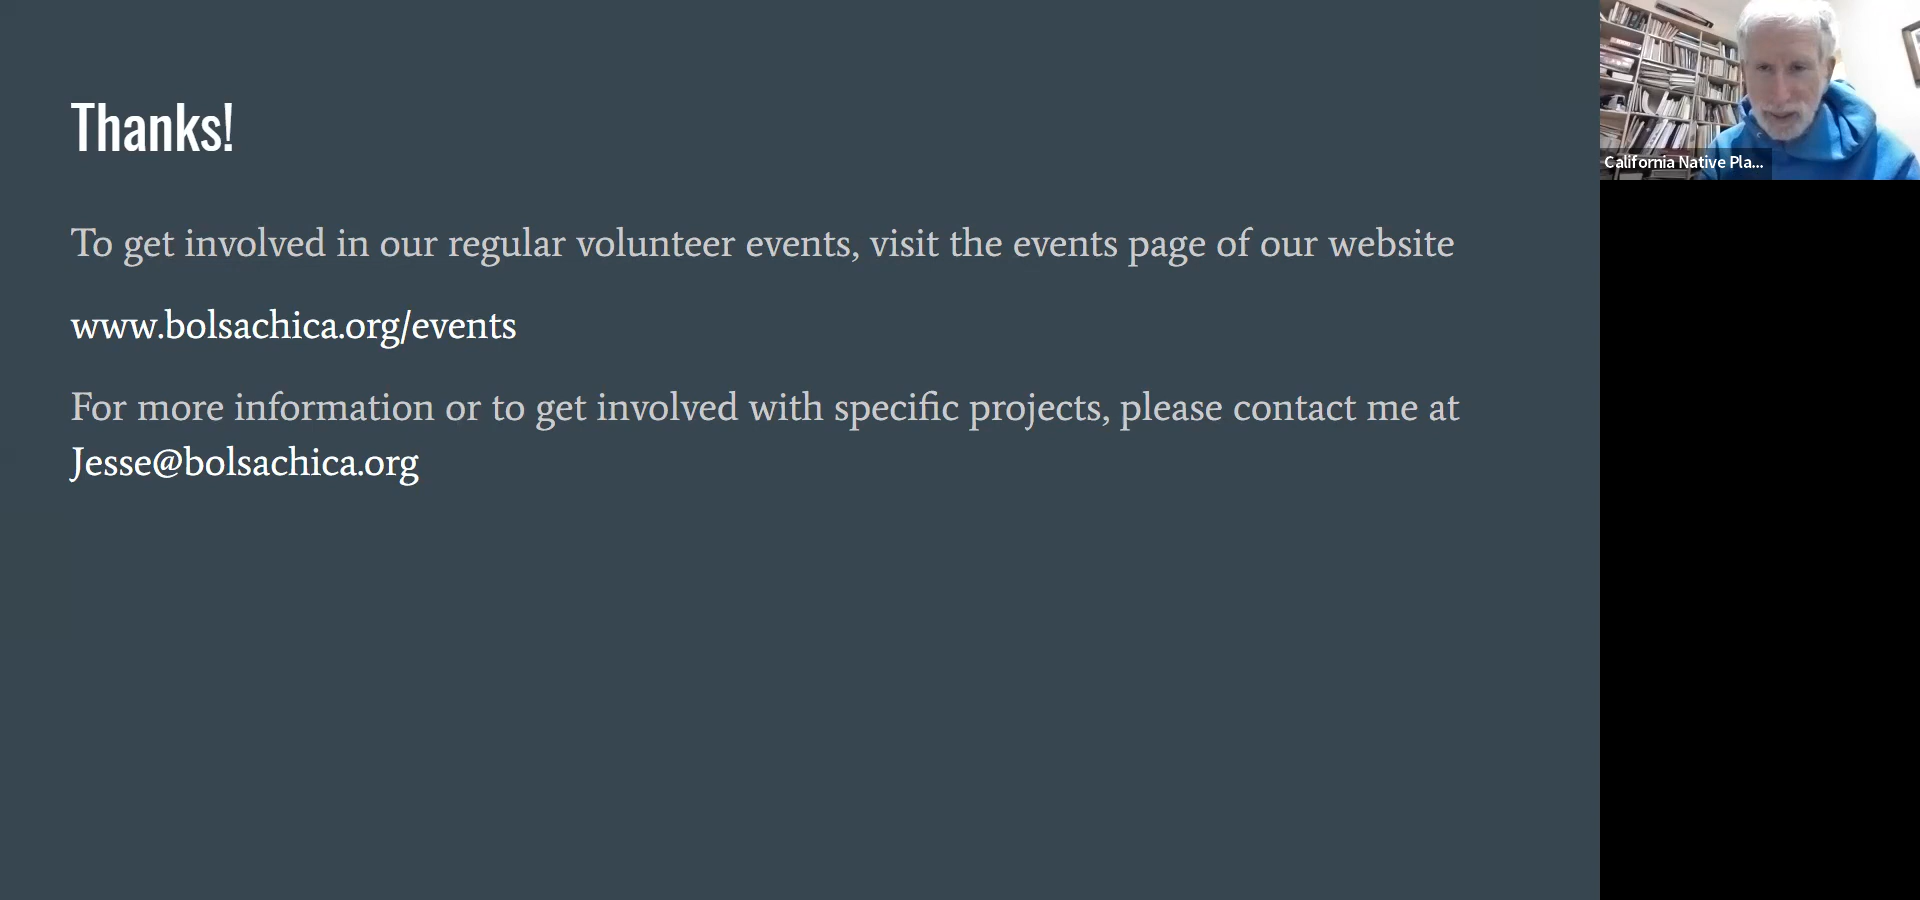 Thanks!
To get involved in our regular volunteer events, visit the events page of our website
www.bolsachica.org/events
For more information or to get involved with specific projects, please contact me at
Jesse@bolsachica.org
California Native Pla...